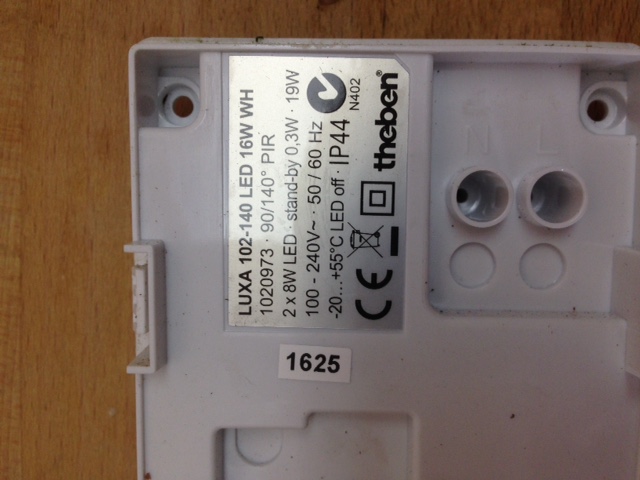 LUXA 102-140 LED 16W WH
1020973 · 90/140° PIR
2 x 8W LED · stand-by 0,3W · 19W
100 - 240V~ · 50 / 60 Hz
-20...+55°C LED off · IP44
N402
CE
theben®
1625
N L